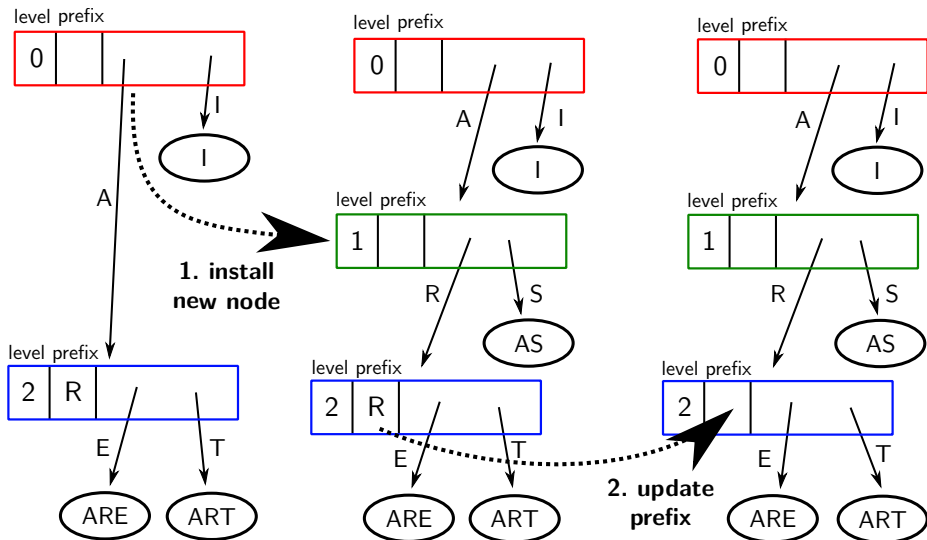 level prefix
0
I
I
A
1. install
new node
level prefix
2 R
E
T
ARE
ART
level prefix
0
A
I
I
level prefix
1
R
S
AS
level prefix
2 R
E
T
ARE
ART
2. update
prefix
level prefix
0
A
I
I
level prefix
1
R
S
AS
level prefix
2
E
T
ARE
ART